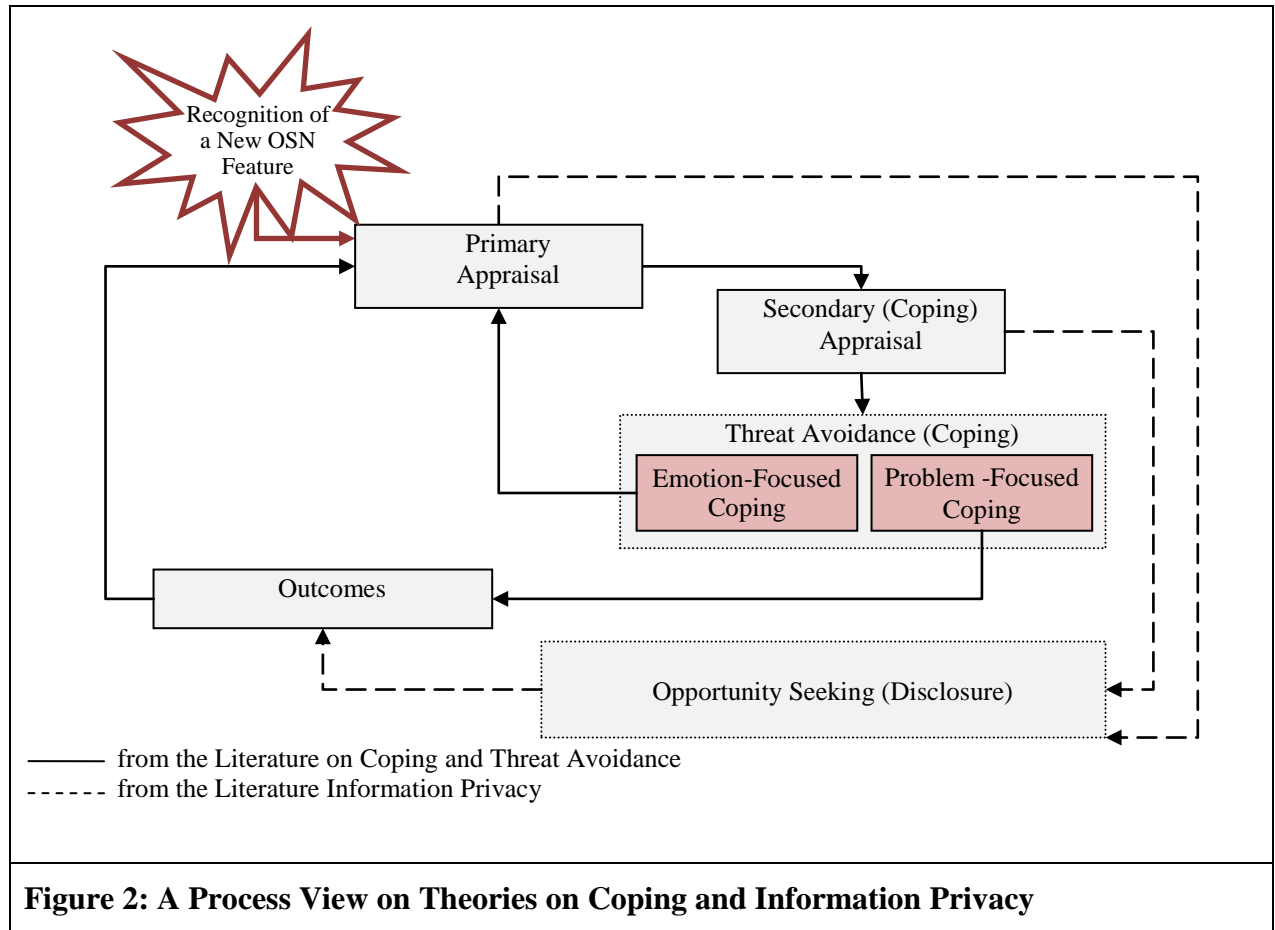 Recognition of
a New OSN
Feature
Primary
Appraisal
Secondary (Coping)
Appraisal
Threat Avoidance (Coping)
Emotion-Focused
Coping
Problem -Focused
Coping
Outcomes
Opportunity Seeking (Disclosure)
from the Literature on Coping and Threat Avoidance
from the Literature Information Privacy
Figure 2: A Process View on Theories on Coping and Information Privacy